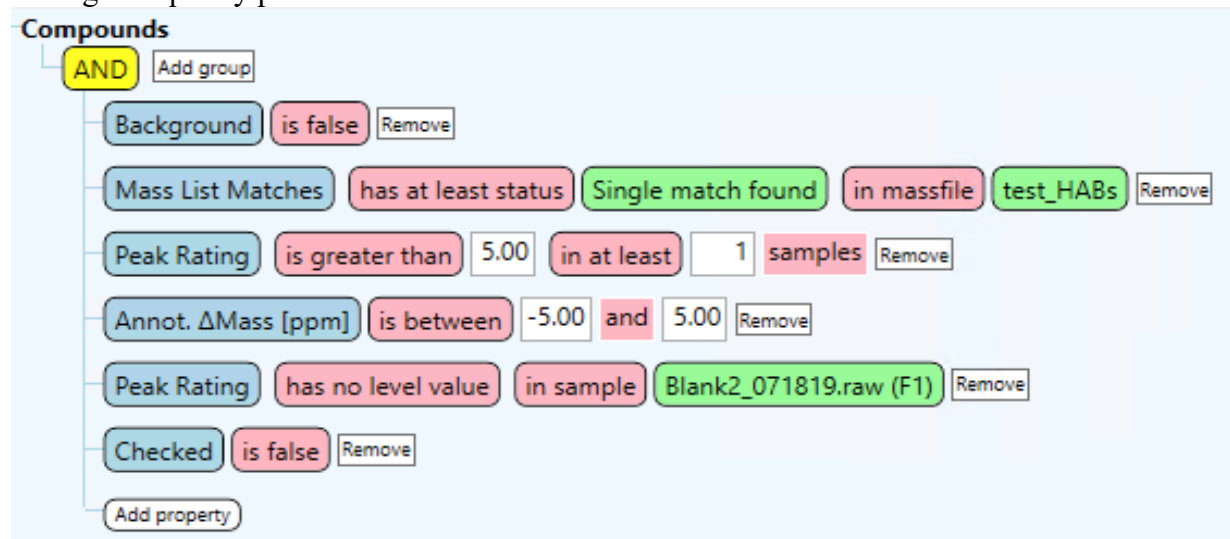 Compounds
AND Add group
Background is false Remove
Mass List Matches has at least status Single match found in massfile test_HABs Remove
Peak Rating is greater than 5.00 in at least 1 samples Remove
Annot. ΔMass [ppm] is between -5.00 and 5.00 Remove
Peak Rating has no level value in sample Blank2_071819.raw (F1) Remove
Checked is false Remove
Add property